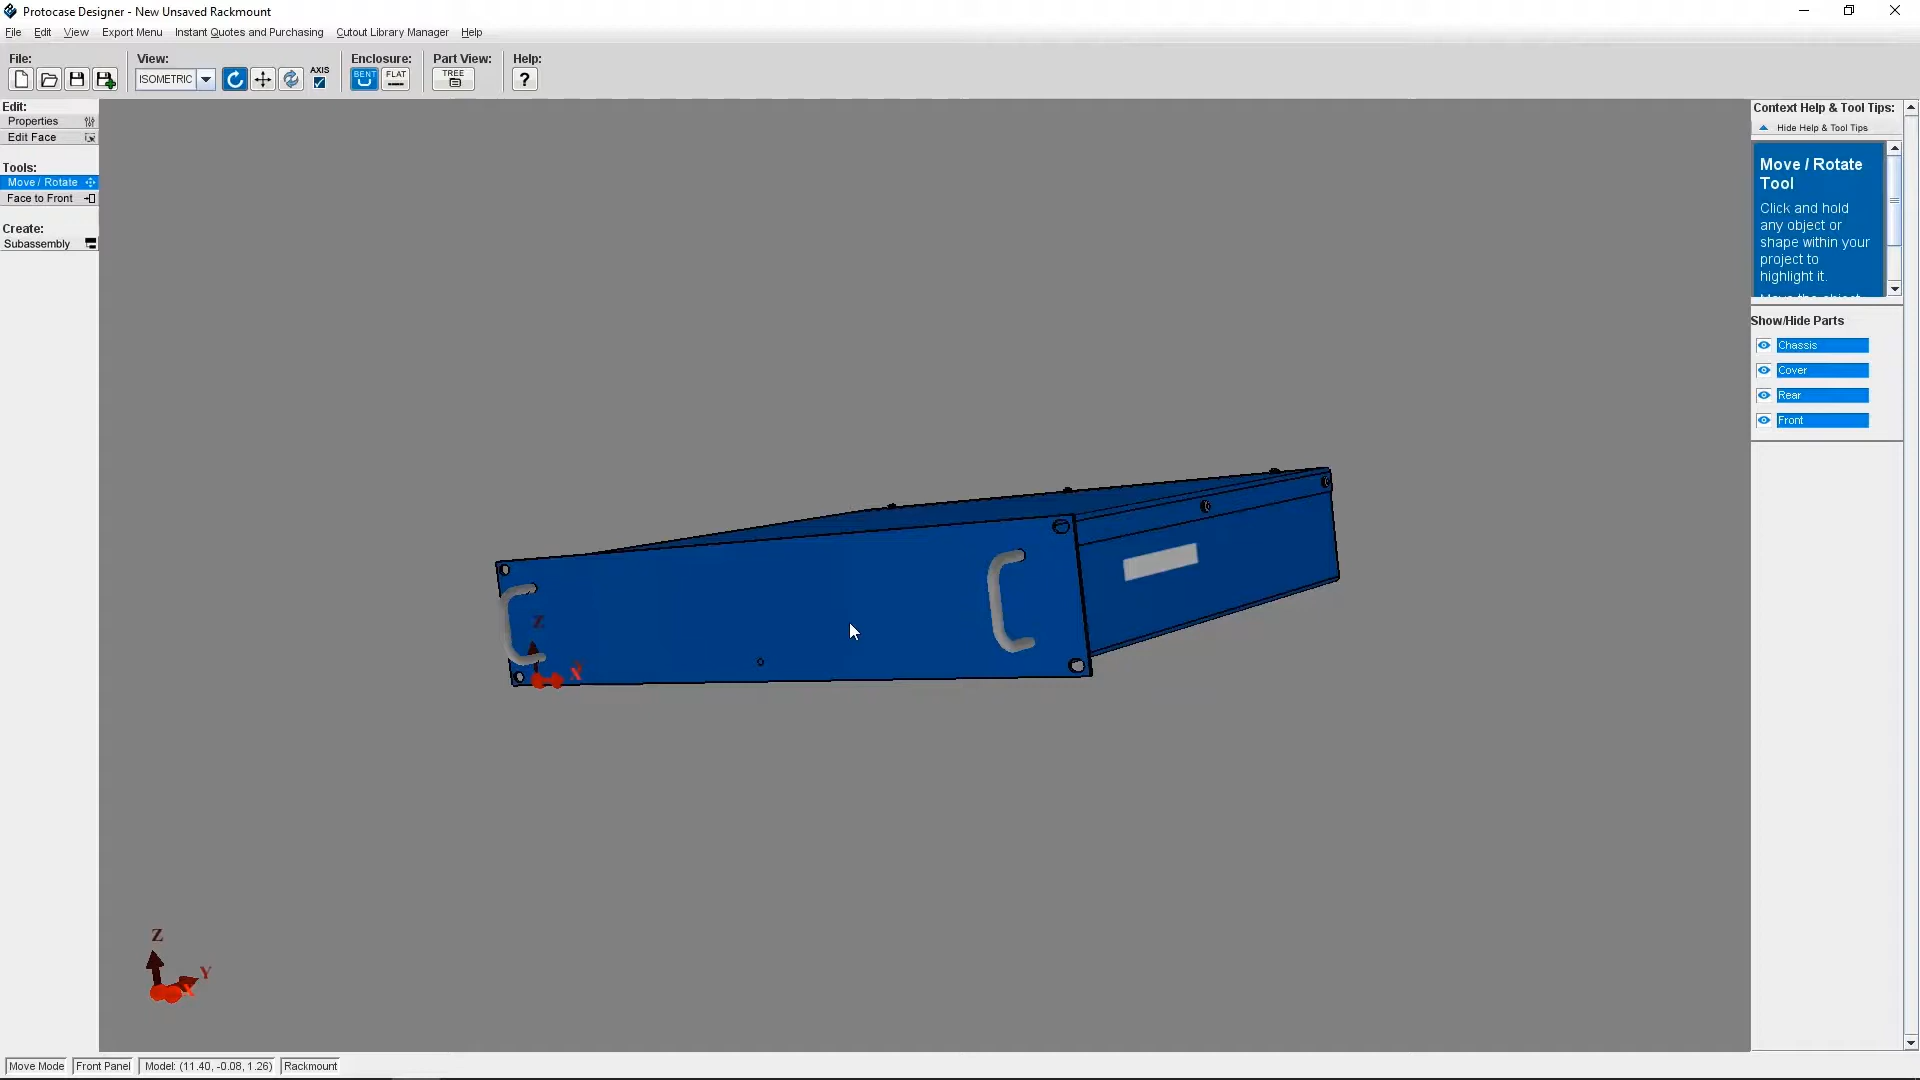 Protocase Designer - New Unsaved Rackmount
File Edit View Export Menu Instant Quotes and Purchasing Cutout Library Manager Help
File: View: Enclosure: Part View: Help:
ISOMETRIC AXIS BENT FLAT TREE ?
Edit:
Properties
Edit Face
Tools:
Move / Rotate
Face to Front
Create:
Subassembly
Context Help & Tool Tips:
Hide Help & Tool Tips
Move / Rotate
Tool
Click and hold
any object or
shape within your
project to
highlight it.
Move the object
Show/Hide Parts
Chassis
Cover
Rear
Front
Z
X
Z
Y
X
Move Mode Front Panel Model: (11.40, -0.08, 1.26) Rackmount